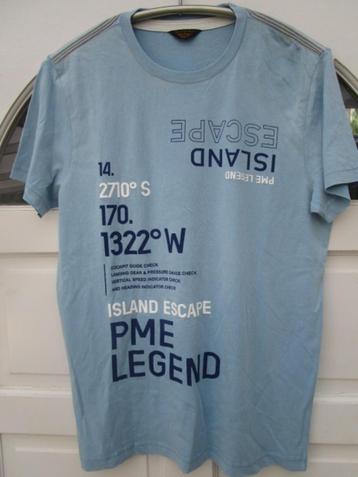 PME LEGEND
ISLAND
ESCAPE
14.
2710° S
170.
1322° W
COCKPIT GUIDE CHECK
LANDING GEAR & PRESSURE GAUGE CHECK
VERTICAL SPEED INDICATOR CHECK
AND HEADING INDICATOR CHECK
ISLAND ESCAPE
PME
LEGEND